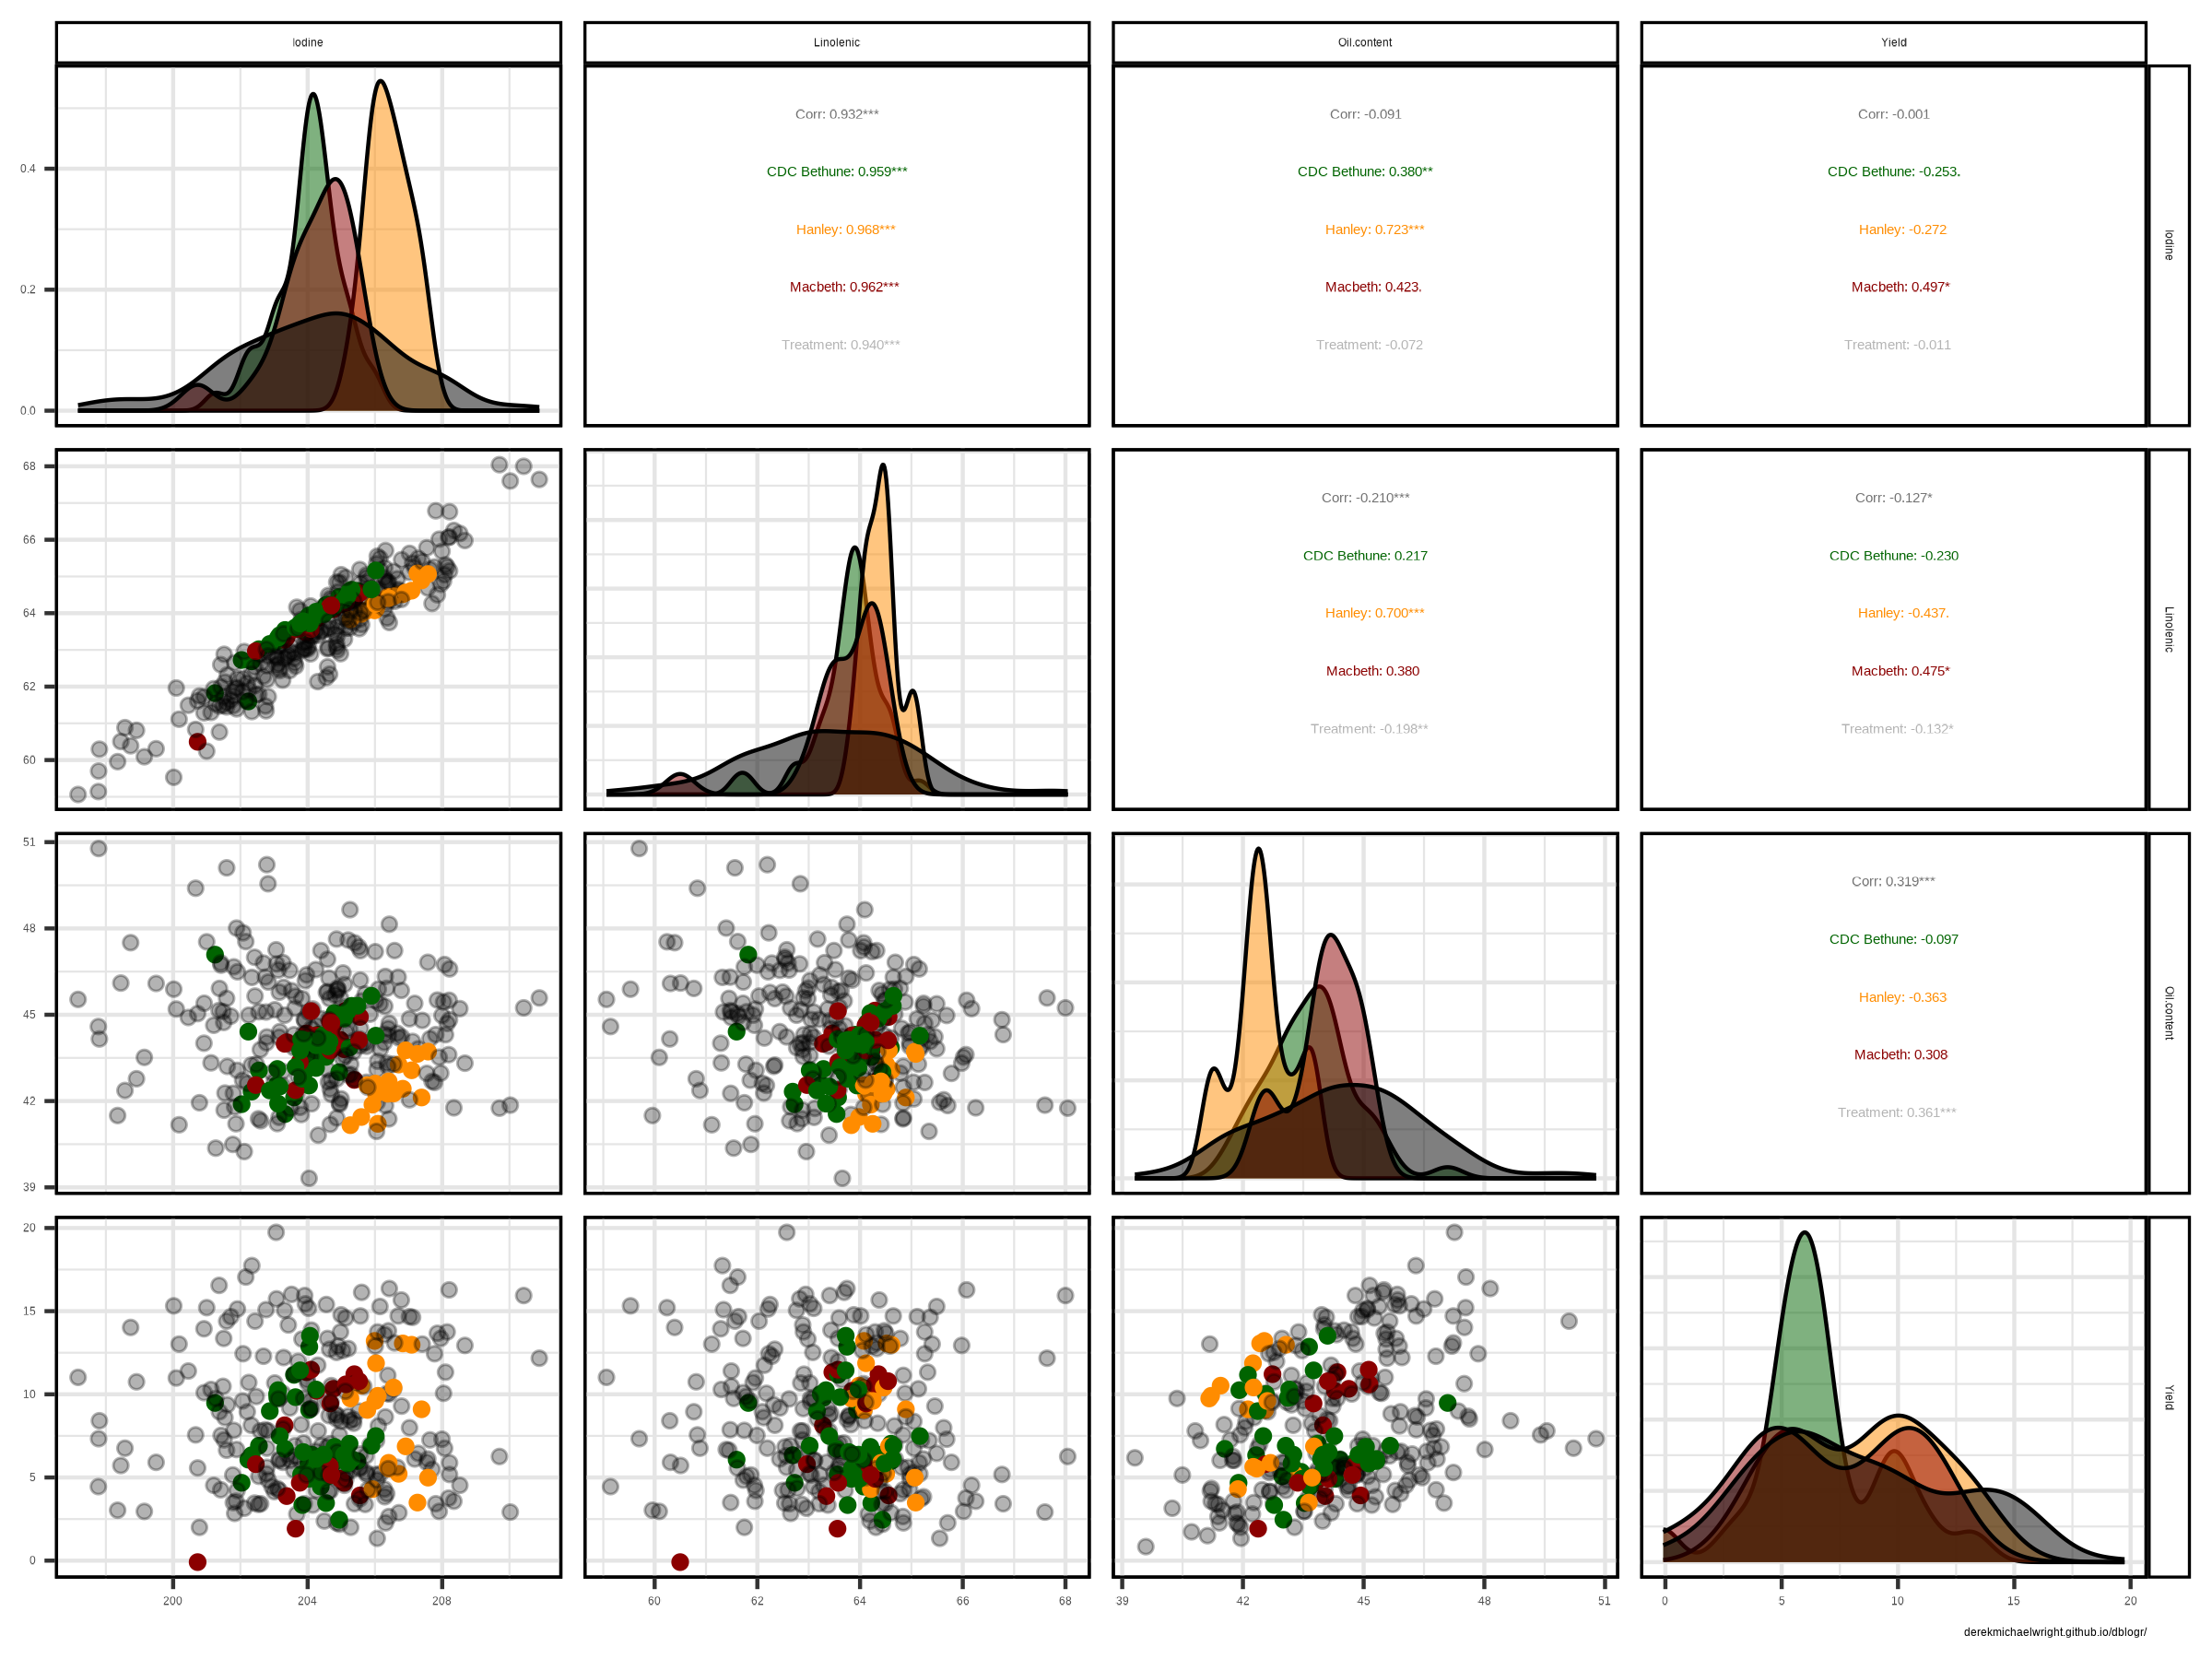 Iodine
Linolenic
Oil.content
Yield
Corr: 0.932***
CDC Bethune: 0.959***
Hanley: 0.968***
Macbeth: 0.962***
Treatment: 0.940***
Corr: -0.091
CDC Bethune: 0.380**
Hanley: 0.723***
Macbeth: 0.423.
Treatment: -0.072
Corr: -0.001
CDC Bethune: -0.253.
Hanley: -0.272
Macbeth: 0.497*
Treatment: -0.011
Iodine
0.4
0.2
0.0
Corr: -0.210***
CDC Bethune: 0.217
Hanley: 0.700***
Macbeth: 0.380
Treatment: -0.198**
Corr: -0.127*
CDC Bethune: -0.230
Hanley: -0.437.
Macbeth: 0.475*
Treatment: -0.132*
Linolenic
68
66
64
62
60
Corr: 0.319***
CDC Bethune: -0.097
Hanley: -0.363
Macbeth: 0.308
Treatment: 0.361***
Oil.content
51
48
45
42
39
Yield
20
15
10
5
0
200 204 208
60 62 64 66 68
39 42 45 48 51
0 5 10 15 20
derekmichaelwright.github.io/dblogr/